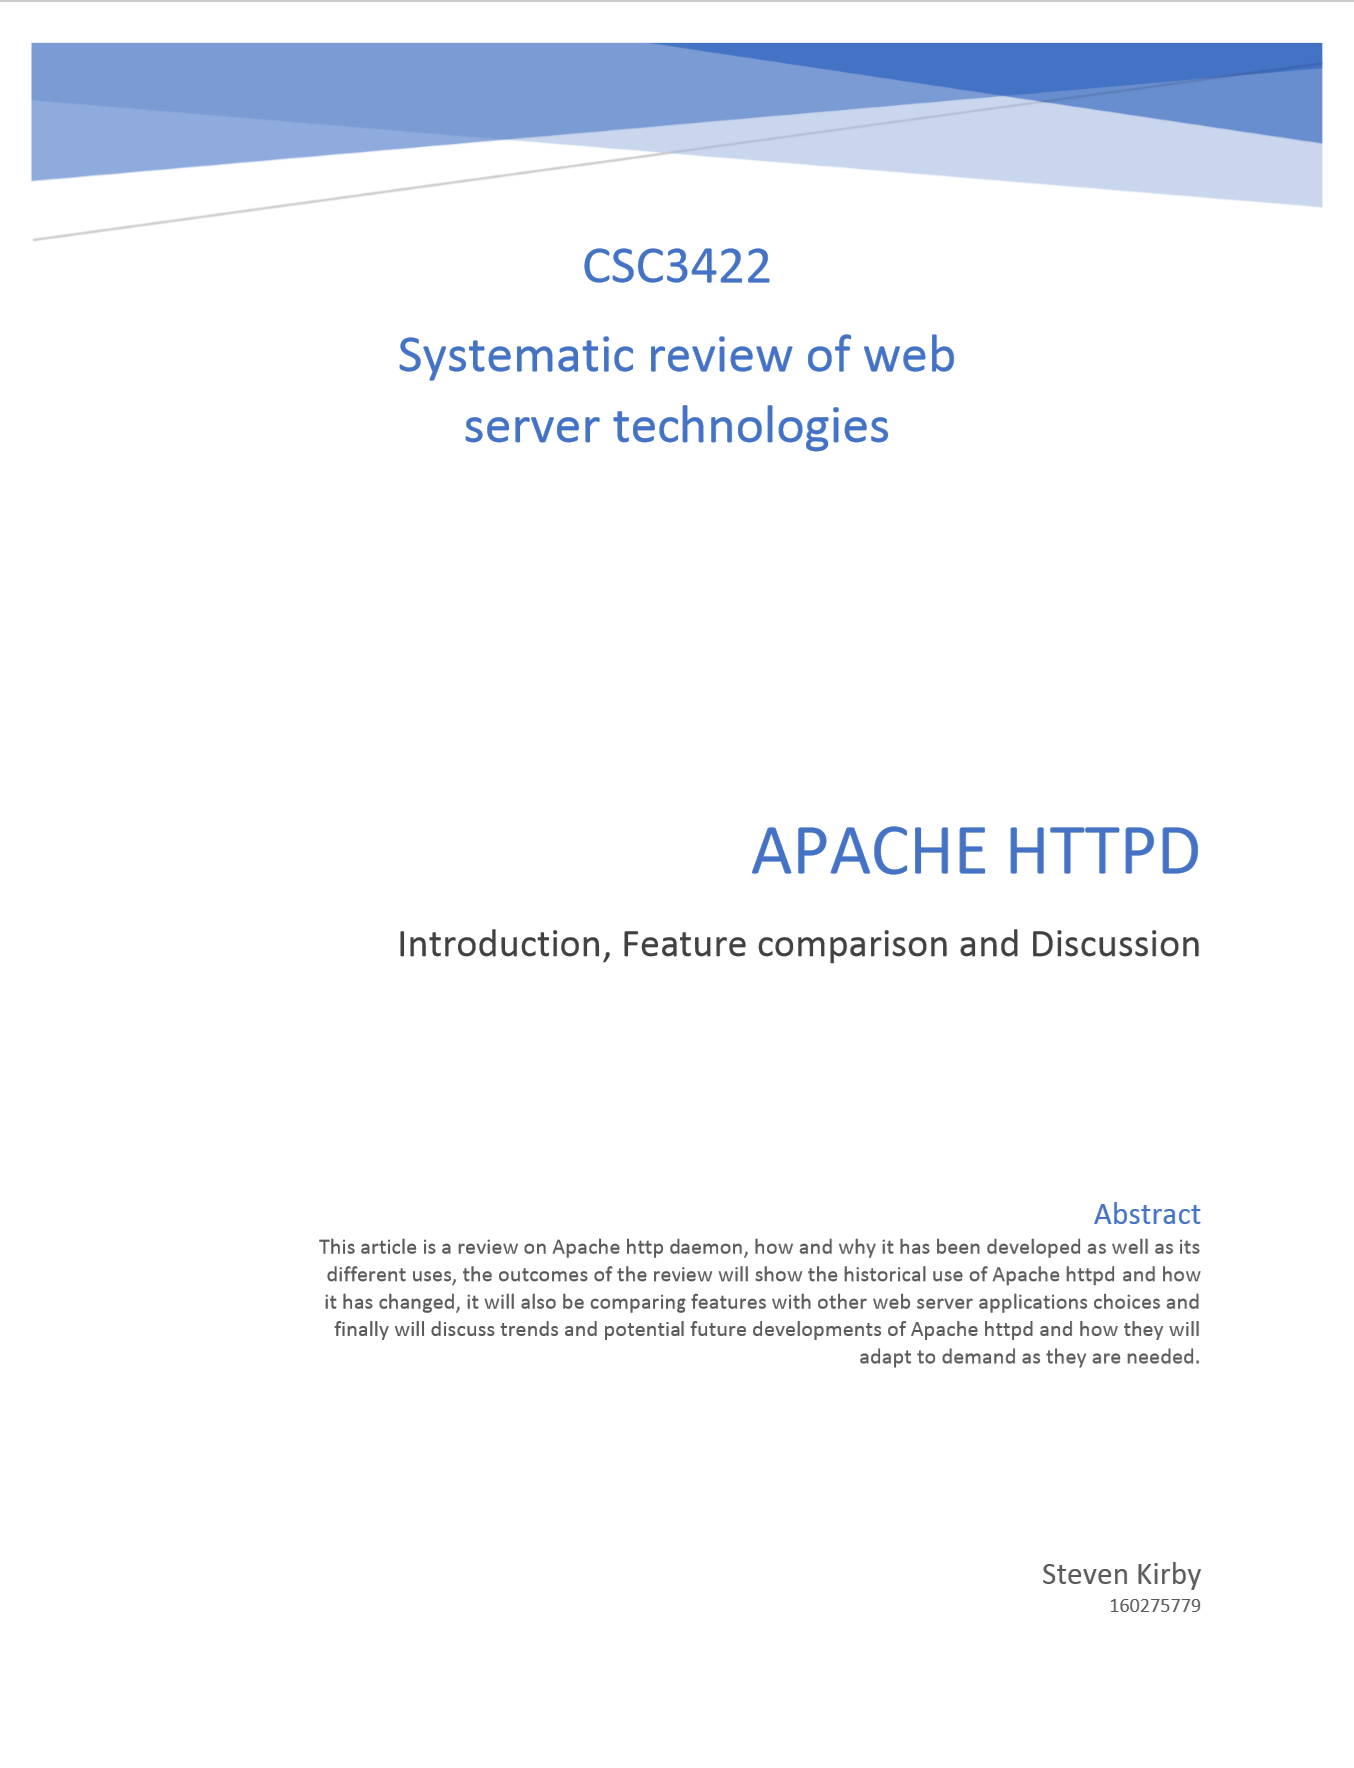 CSC3422
Systematic review of web
server technologies
APACHE HTTPD
Introduction, Feature comparison and Discussion
Abstract
This article is a review on Apache http daemon, how and why it has been developed as well as its
different uses, the outcomes of the review will show the historical use of Apache httpd and how
it has changed, it will also be comparing features with other web server applications choices and
finally will discuss trends and potential future developments of Apache httpd and how they will
adapt to demand as they are needed.
Steven Kirby
160275779